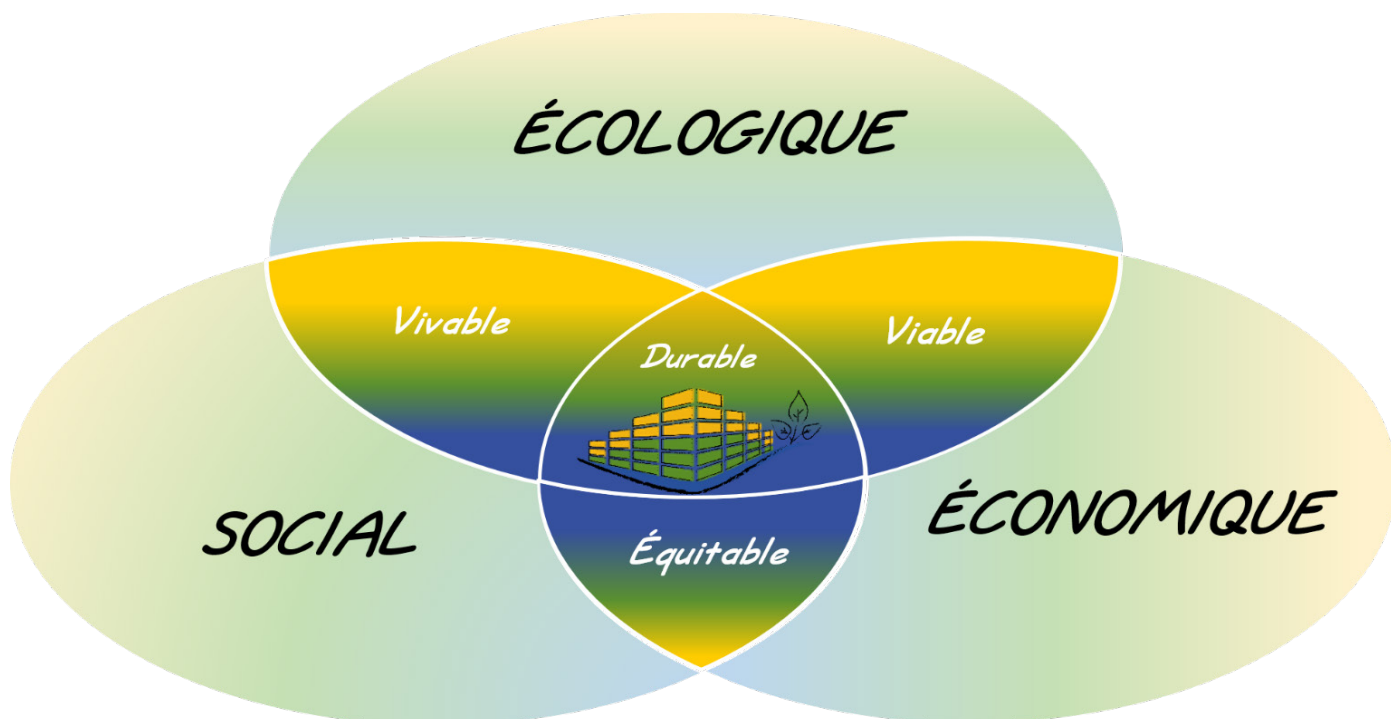 ÉCOLOGIQUE
Vivable
Viable
Durable
SOCIAL
ÉCONOMIQUE
Équitable